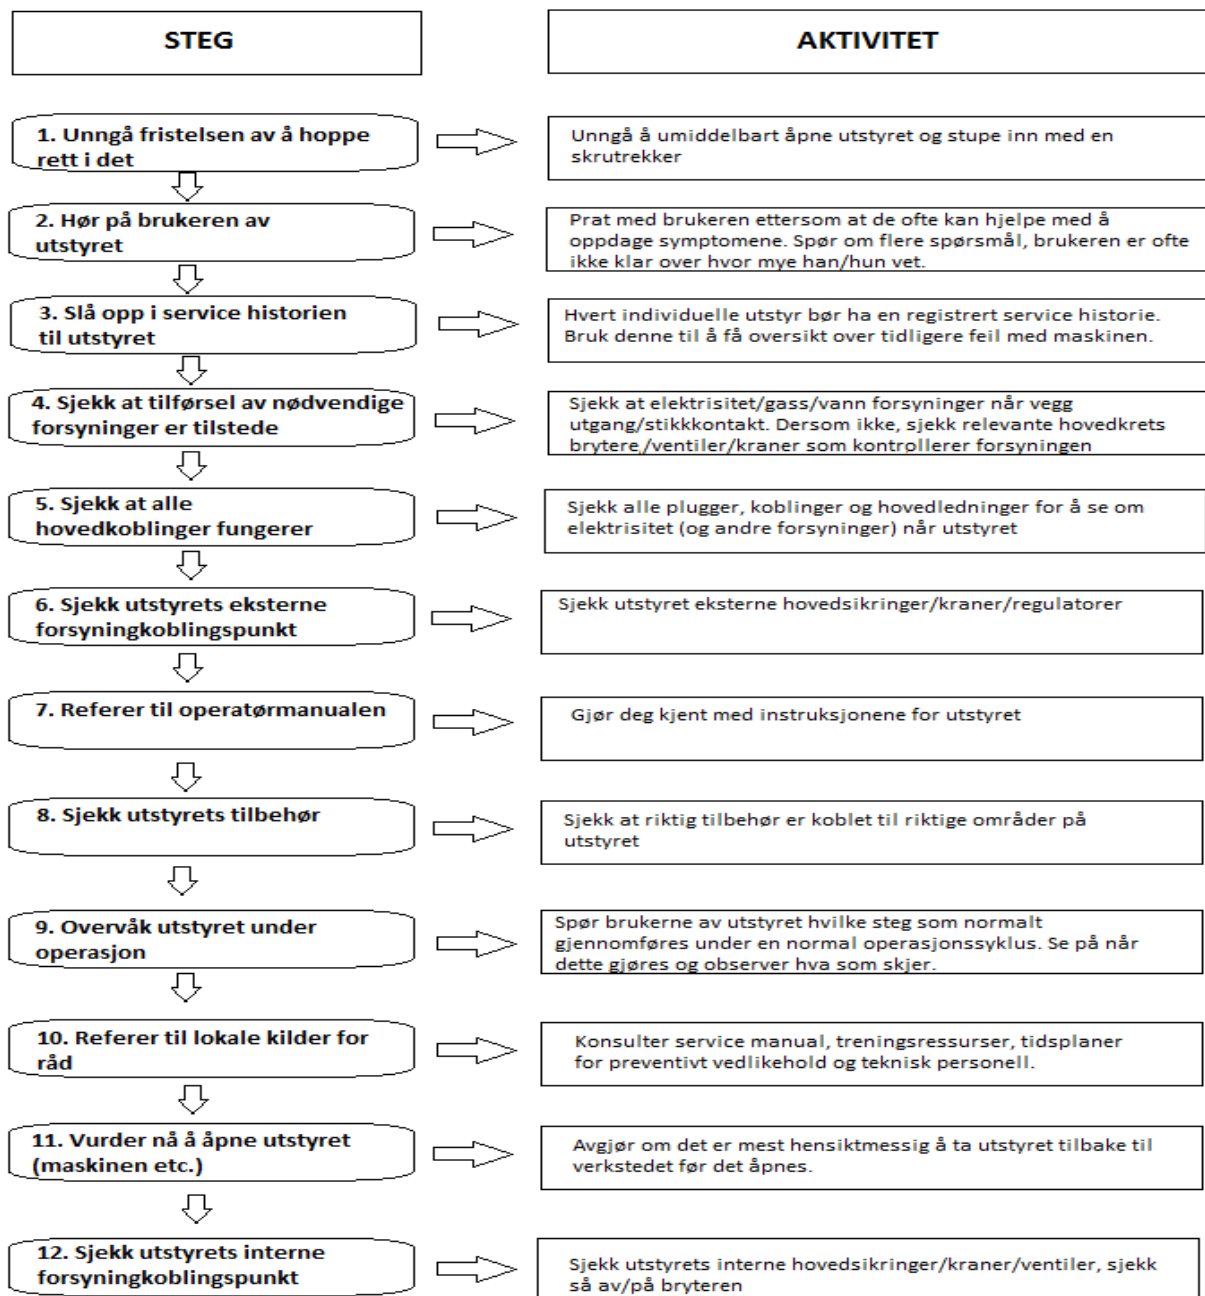 STEG
AKTIVITET
1. Unngå fristelsen av å hoppe
rett i det
Unngå å umiddelbart åpne utstyret og stupe inn med en
skrutrekker
2. Hør på brukeren av
utstyret
Prat med brukeren ettersom at de ofte kan hjelpe med å
oppdage symptomene. Spør om flere spørsmål, brukeren er ofte
ikke klar over hvor mye han/hun vet.
3. Slå opp i service historien
til utstyret
Hvert individuelle utstyr bør ha en registrert service historie.
Bruk denne til å få oversikt over tidligere feil med maskinen.
4. Sjekk at tilførsel av nødvendige
forsyninger er tilstede
Sjekk at elektrisitet/gass/vann forsyninger når vegg
utgang/stikkkontakt. Dersom ikke, sjekk relevante hovedkrets
brytere/ventiler/kraner som kontrollerer forsyningen
5. Sjekk at alle
hovedkoblinger fungerer
Sjekk alle plugger, koblinger og hovedledninger for å se om
elektrisitet (og andre forsyninger) når utstyret
6. Sjekk utstyrets eksterne
forsyningkoblingspunkt
Sjekk utstyret eksterne hovedsikringer/kraner/regulatorer
7. Referer til operatørmanualen
Gjør deg kjent med instruksjonene for utstyret
8. Sjekk utstyrets tilbehør
Sjekk at riktig tilbehør er koblet til riktige områder på
utstyret
9. Overvåk utstyret under
operasjon
Spør brukerne av utstyret hvilke steg som normalt
gjennomføres under en normal operasjonssyklus. Se på når
dette gjøres og observer hva som skjer.
10. Referer til lokale kilder for
råd
Konsulter service manual, treningsressurser, tidsplaner
for preventivt vedlikehold og teknisk personell.
11. Vurder nå å åpne utstyret
(maskinen etc.)
Avgjør om det er mest hensiktmessig å ta utstyret tilbake til
verkstedet før det åpnes.
12. Sjekk utstyrets interne
forsyningkoblingspunkt
Sjekk utstyrets interne hovedsikringer/kraner/ventiler, sjekk
så av/på bryteren